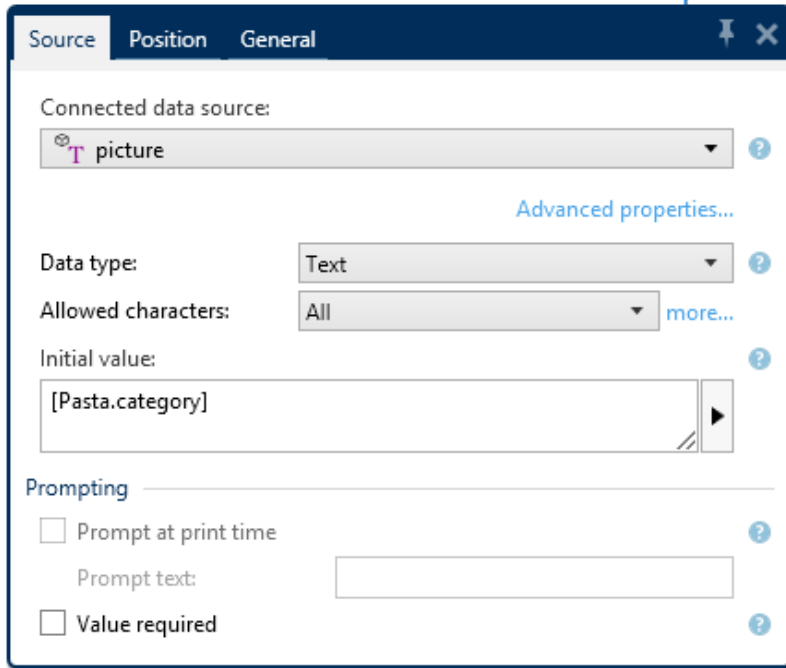 Source Position General
Connected data source:
T picture
Advanced properties...
Data type: Text
Allowed characters: All more...
Initial value:
[Pasta.category]
Prompting
Prompt at print time
Prompt text:
Value required